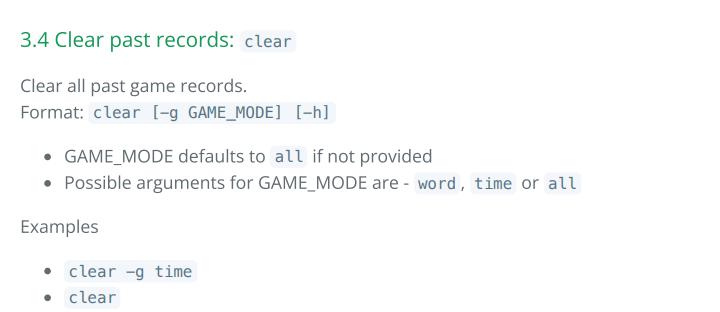 3.4 Clear past records: clear
Clear all past game records.
Format: clear [-g GAME_MODE] [-h]
• GAME_MODE defaults to all if not provided
• Possible arguments for GAME_MODE are - word, time or all
Examples
• clear -g time
• clear